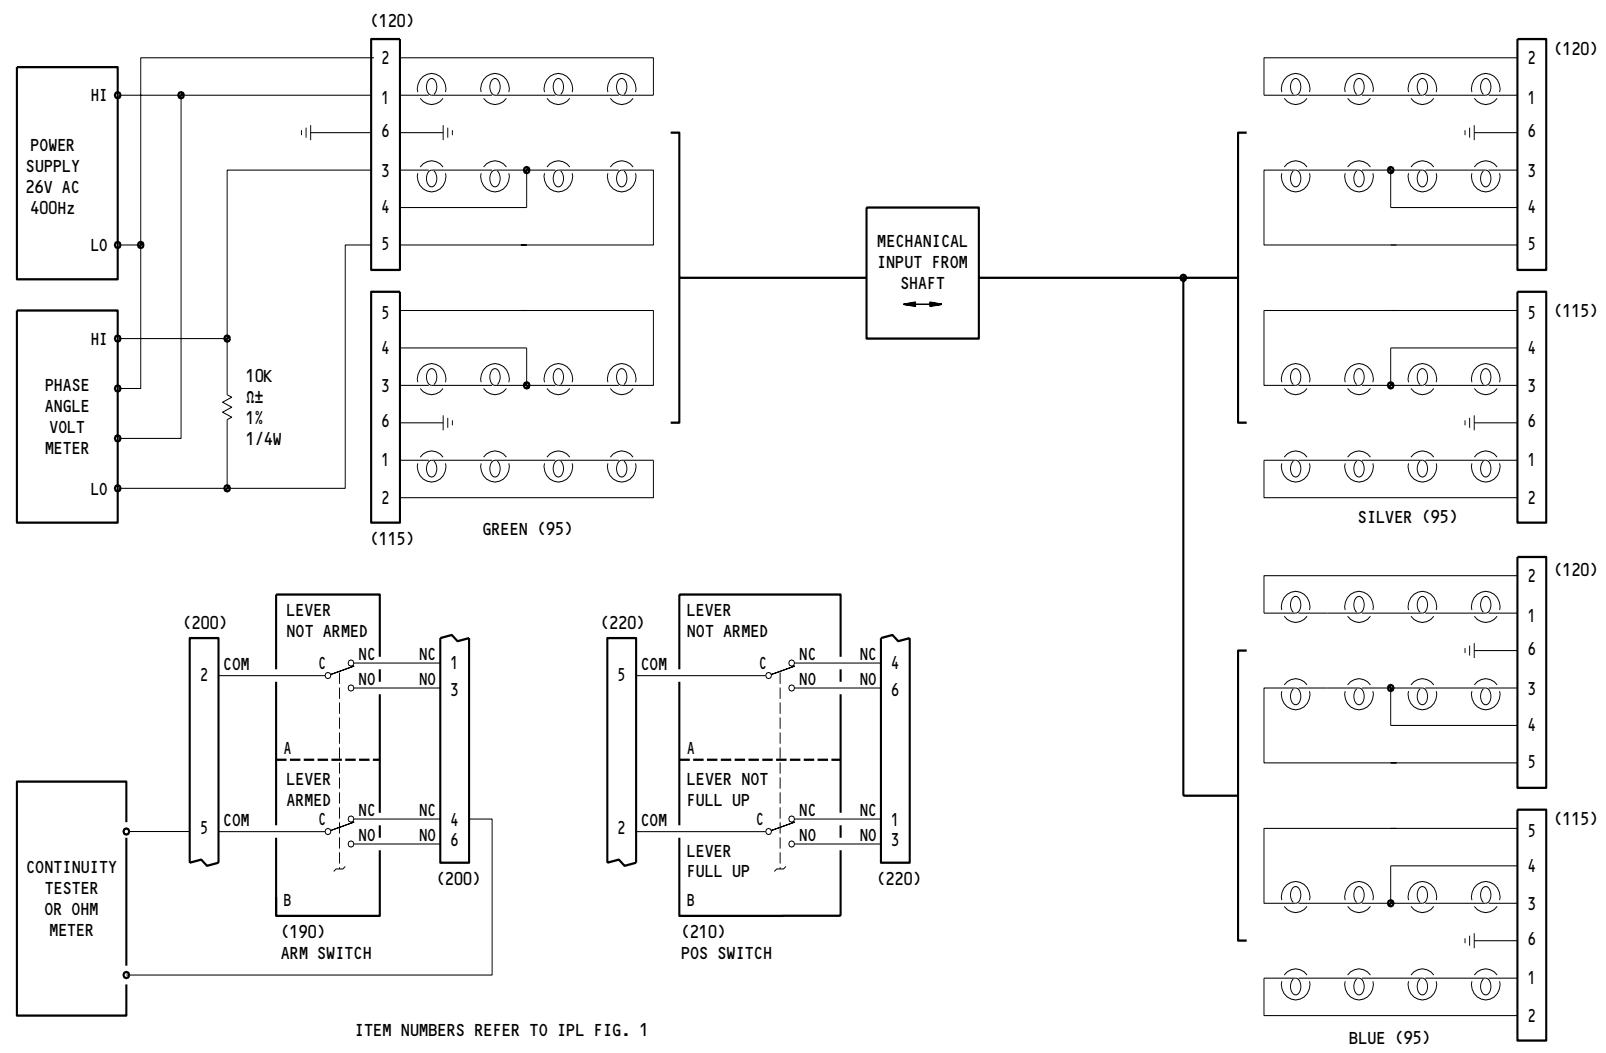 (120)
HI
POWER
SUPPLY
26V AC
400Hz
LO
2
1
6
3
4
5
HI
PHASE
ANGLE
VOLT
METER
LO
10K
Ω±
1%
1/4W
5
4
3
6
1
2
(115)
GREEN (95)
MECHANICAL
INPUT FROM
SHAFT
(120)
2
1
6
3
4
5
(115)
5
4
3
6
1
2
SILVER (95)
(120)
2
1
6
3
4
5
(115)
5
4
3
6
1
2
BLUE (95)
(200)
2
COM
5
COM
LEVER
NOT ARMED
C
NC
NO
A
LEVER
ARMED
C
NC
NO
B
NC
1
NO
3
NC
4
NO
6
(200)
(190)
ARM SWITCH
CONTINUITY
TESTER
OR OHM
METER
(220)
5
COM
2
COM
LEVER
NOT ARMED
C
NC
NO
A
LEVER NOT
FULL UP
C
NC
NO
LEVER
FULL UP
B
NC
4
NO
6
NC
1
NO
3
(220)
(210)
POS SWITCH
ITEM NUMBERS REFER TO IPL FIG. 1